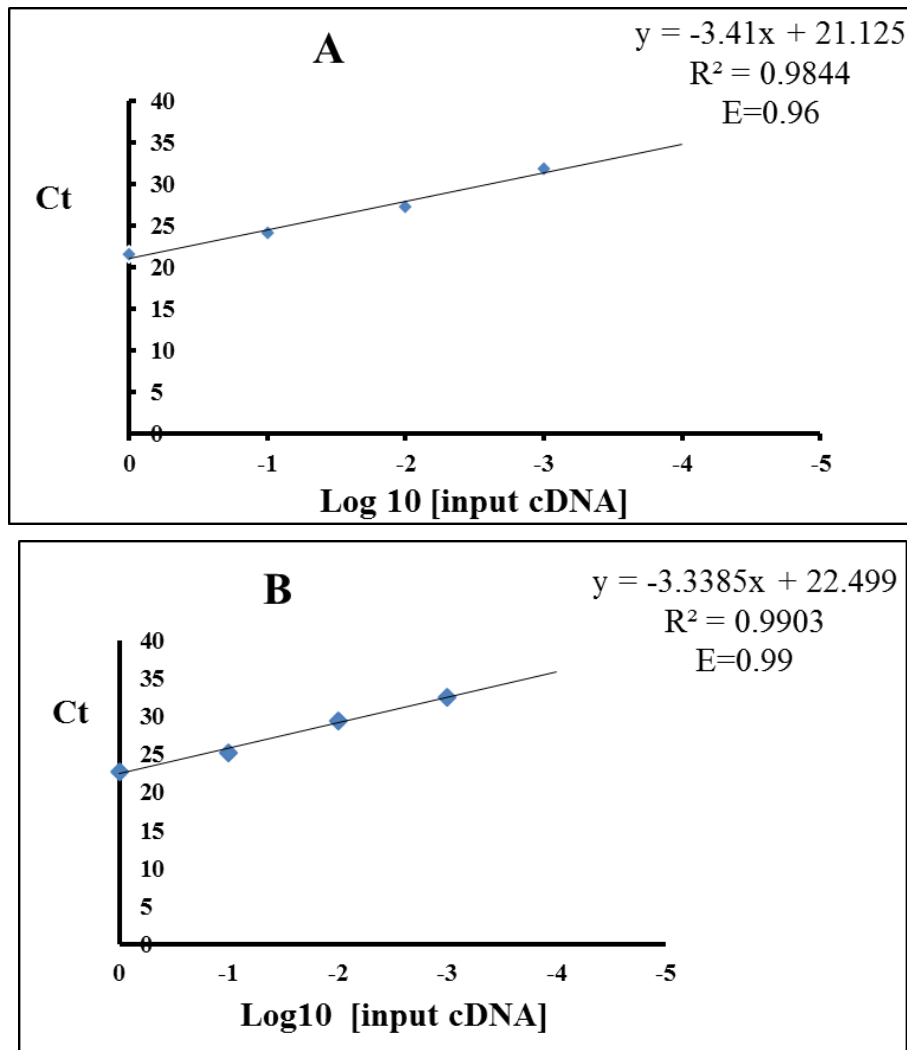 A
y = -3.41x + 21.125
R² = 0.9844
E=0.96
40
35
30
25
20
15
10
5
0
Ct
0 -1 -2 -3 -4 -5
Log 10 [input cDNA]
B
y = -3.3385x + 22.499
R² = 0.9903
E=0.99
40
35
30
25
20
15
10
5
0
Ct
0 -1 -2 -3 -4 -5
Log10 [input cDNA]